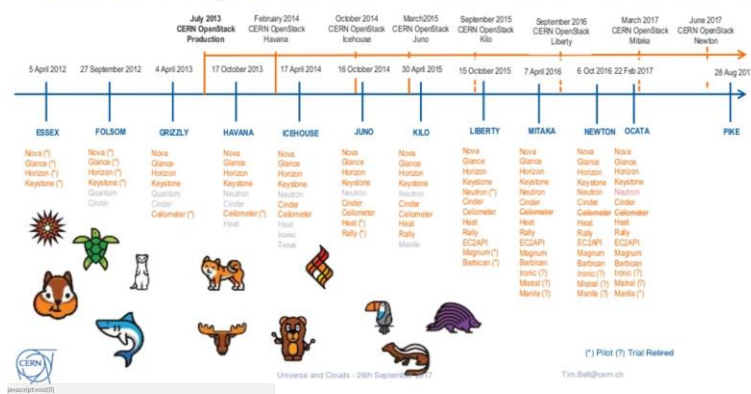 July 2013
CERN OpenStack
Production
February 2014
CERN OpenStack
Havana
October 2014
CERN OpenStack
Icehouse
March2015
CERN OpenStack
Juno
September 2015
CERN OpenStack
Kilo
September 2016
CERN OpenStack
Liberty
March 2017
CERN OpenStack
Mitaka
June 2017
CERN OpenStack
Newton
5 April 2012
27 September 2012
4 April 2013
17 October 2013
17 April 2014
16 October 2014
30 April 2015
15 October 2015
7 April 2016
6 Oct 2016
22 Feb 2017
28 Aug 201
ESSEX
Nova (*)
Glance (*)
Horizon (*)
Keystone (*)
FOLSOM
Nova (*)
Glance (*)
Horizon (*)
Keystone (*)
Quantum
Cinder
GRIZZLY
Nova
Glance
Horizon
Keystone
Quantum
Cinder
Ceilometer (*)
HAVANA
Nova
Glance
Horizon
Keystone
Neutron
Cinder
Ceilometer (*)
Heat
ICEHOUSE
Nova
Glance
Horizon
Keystone
Neutron
Cinder
Ceilometer
Heat
Ironic
Trove
JUNO
Nova
Glance
Horizon
Keystone
Neutron
Cinder
Ceilometer
Heat (*)
Rally (*)
KILO
Nova
Glance
Horizon
Keystone
Neutron
Cinder
Ceilometer
Heat
Rally
Manila
LIBERTY
Nova
Glance
Horizon
Keystone
Neutron (*)
Cinder
Ceilometer
Heat
Rally
EC2API
Magnum (*)
Barbican (*)
MITAKA
Nova
Glance
Horizon
Keystone
Neutron
Cinder
Ceilometer
Heat
Rally
EC2API
Magnum
Barbican
Ironic (?)
Mistral (?)
Manila (?)
NEWTON
Nova
Glance
Horizon
Keystone
Neutron
Cinder
Ceilometer
Heat
Rally
EC2API
Magnum
Barbican
Ironic (?)
Mistral (?)
Manila (?)
OCATA
Nova
Glance
Horizon
Keystone
Neutron
Cinder
Ceilometer
Heat
Rally
EC2API
Magnum
Barbican
Ironic (?)
Mistral (?)
Manila (*)
PIKE
(*) Pilot (?) Trial Retired
CERN
Universe and Clouds - 26th September 2017
Tim.Bell@cern.ch
javascript:void(0)